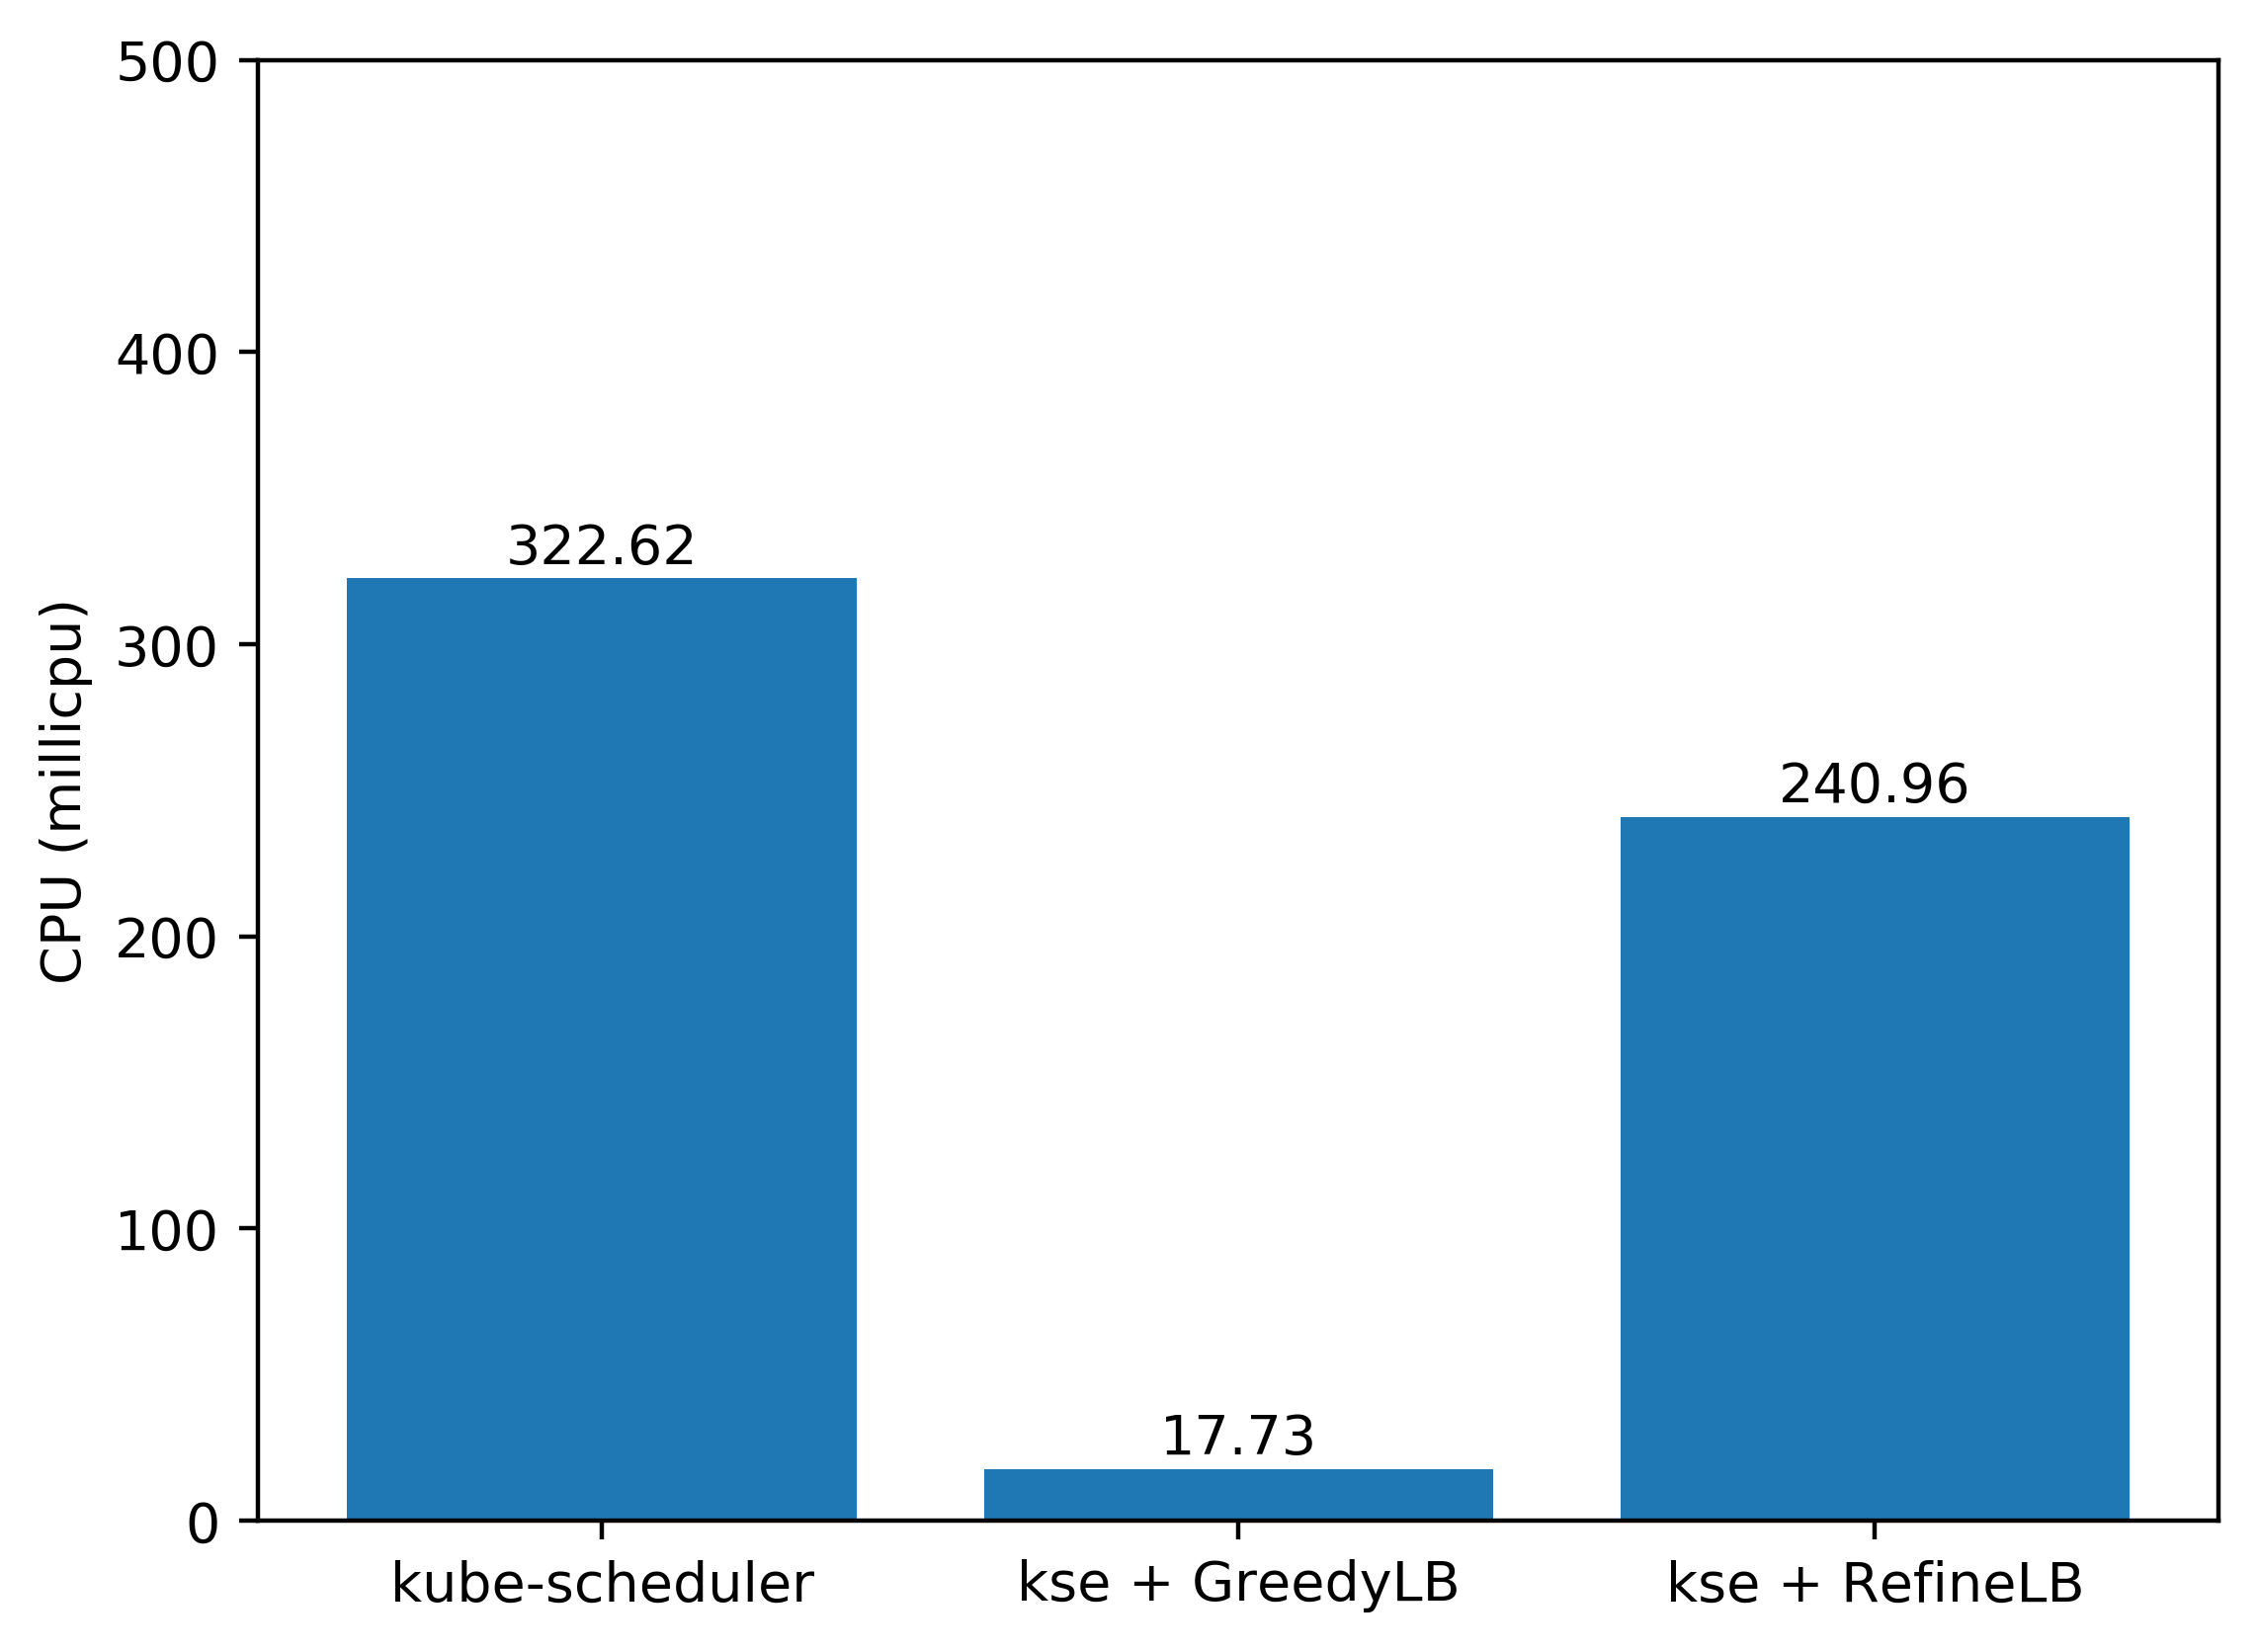 500
400
300
200
100
0
CPU (millicpu)
322.62
17.73
240.96
kube-scheduler
kse + GreedyLB
kse + RefineLB